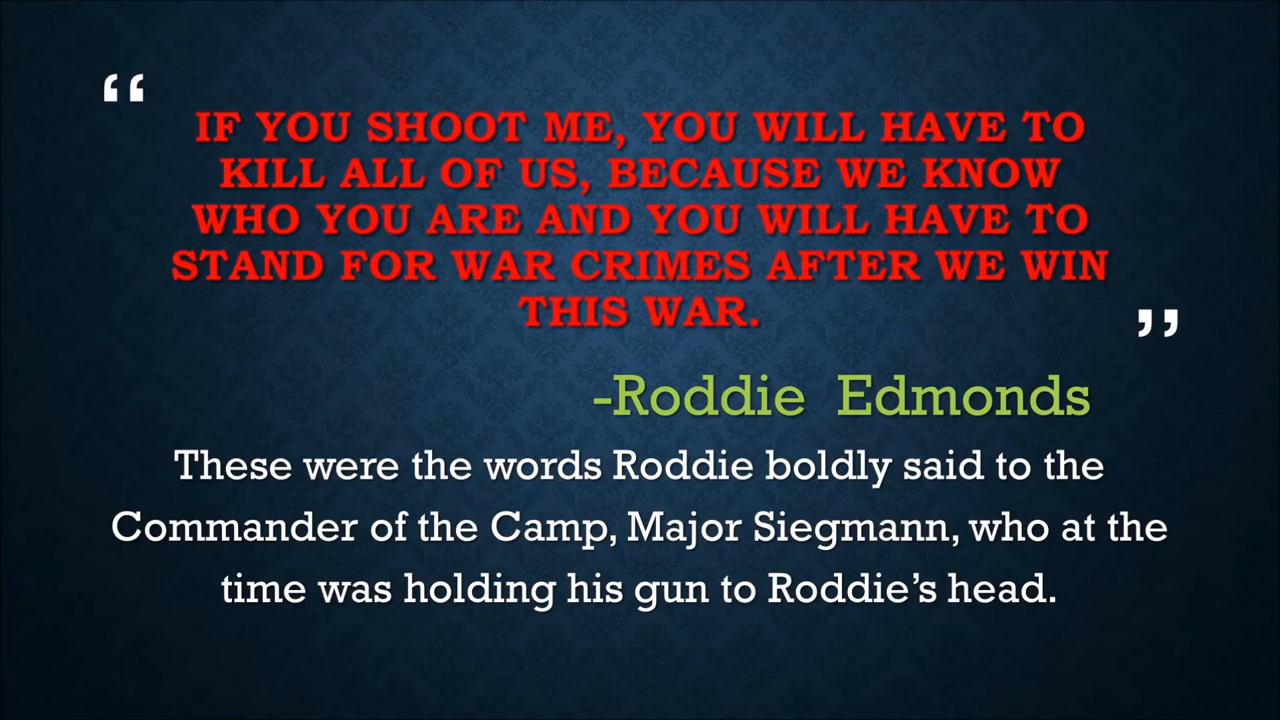 “
IF YOU SHOOT ME, YOU WILL HAVE TO
KILL ALL OF US, BECAUSE WE KNOW
WHO YOU ARE AND YOU WILL HAVE TO
STAND FOR WAR CRIMES AFTER WE WIN
THIS WAR.
”
-Roddie Edmonds
These were the words Roddie boldly said to the
Commander of the Camp, Major Siegmann, who at the
time was holding his gun to Roddie’s head.